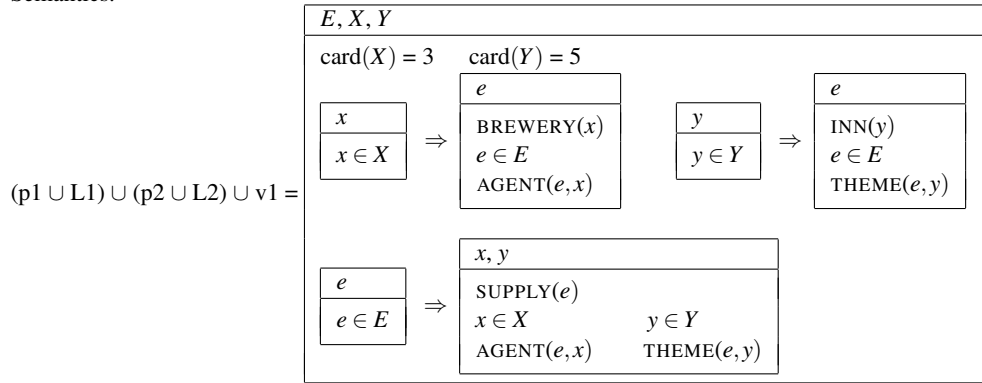 Semantics:
E, X, Y
card(X) = 3 card(Y) = 5
e e
x BREWERY(x) y INN(y)
x ∈ X ⇒ e ∈ E y ∈ Y ⇒ e ∈ E
AGENT(e,x) THEME(e,y)
(p1 ∪ L1) ∪ (p2 ∪ L2) ∪ v1 =
x, y
e SUPPLY(e)
e ∈ E ⇒ x ∈ X y ∈ Y
AGENT(e,x) THEME(e,y)